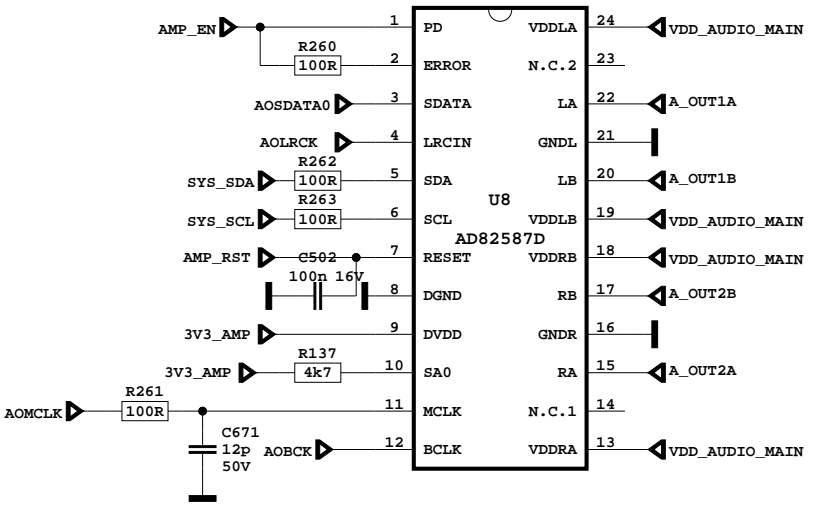 AMP_EN 1 PD VDDLA 24 VDD_AUDIO_MAIN
R260
100R 2 ERROR N.C.2 23
AOSDATA0 3 SDATA LA 22 A_OUT1A
AOLRCK 4 LRCIN GNDL 21
R262
SYS_SDA 100R 5 SDA LB 20 A_OUT1B
R263
U8
SYS_SCL 100R 6 SCL VDDLB 19 VDD_AUDIO_MAIN
AD82587D
AMP_RST C502 7 RESET VDDRB 18 VDD_AUDIO_MAIN
100n 16V
8 DGND RB 17 A_OUT2B
3V3_AMP 9 DVDD GNDR 16
R137
3V3_AMP 4k7 10 SA0 RA 15 A_OUT2A
R261
AOMCLK 100R 11 MCLK N.C.1 14
C671
12p
50V
AOBCK 12 BCLK VDDRA 13 VDD_AUDIO_MAIN